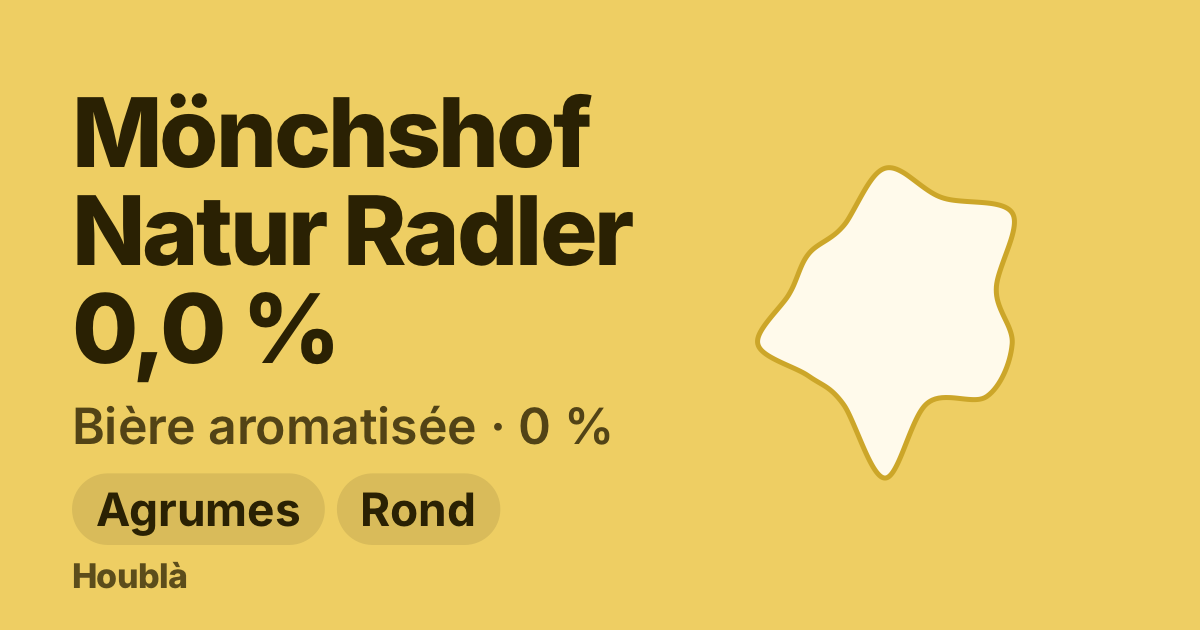 Mönchshof
Natur Radler
0,0 %
Bière aromatisée · 0 %
Agrumes Rond
Houblà